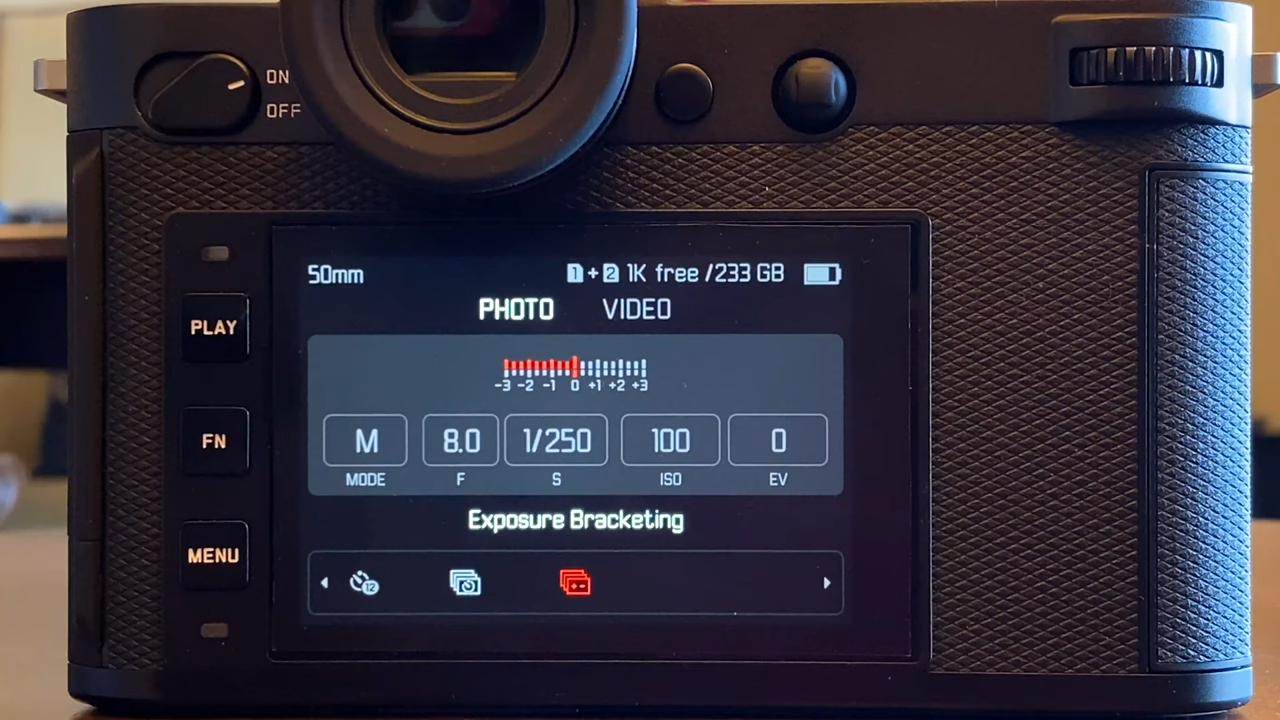 ON
OFF
50mm
1+2 1K free /233 GB
PHOTO VIDEO
PLAY
-3 -2 -1 0 +1 +2 +3
FN
M 8.0 1/250 100 0
MODE F S ISO EV
Exposure Bracketing
MENU
12